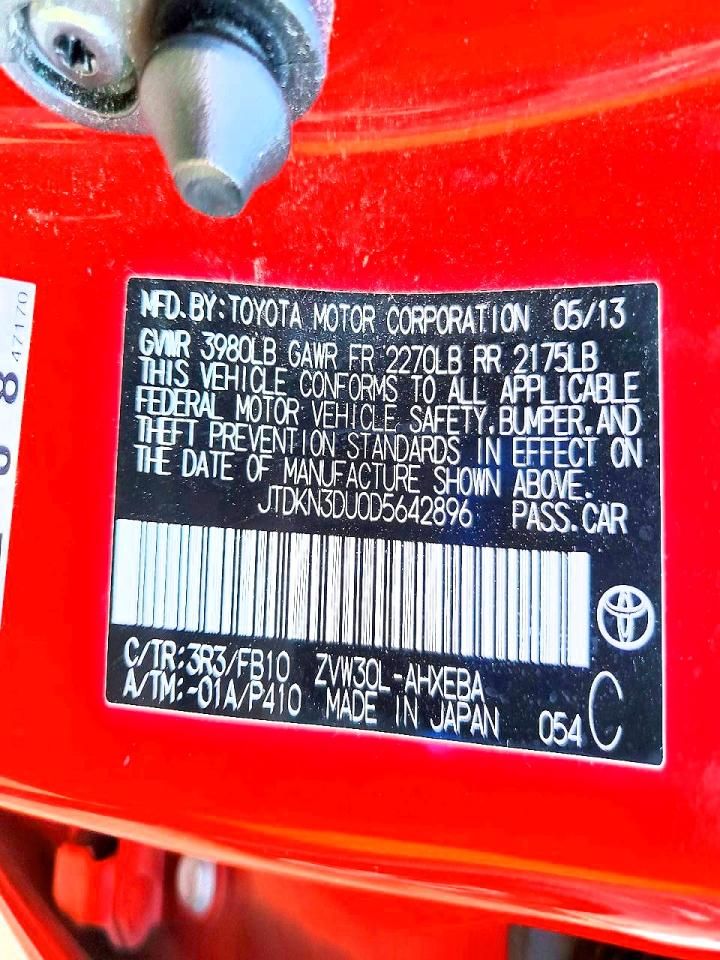 MFD. BY: TOYOTA MOTOR CORPORATION 05/13
GVWR 3980LB GAWR FR 2270LB RR 2175LB
THIS VEHICLE CONFORMS TO ALL APPLICABLE
FEDERAL MOTOR VEHICLE SAFETY, BUMPER, AND
THEFT PREVENTION STANDARDS IN EFFECT ON
THE DATE OF MANUFACTURE SHOWN ABOVE.
JTDKN3DU0D5642896 PASS.CAR
C/TR:3R3/FB10 ZVW30L-AHXEBA
A/TM:-01A/P410 MADE IN JAPAN 054 C
47170